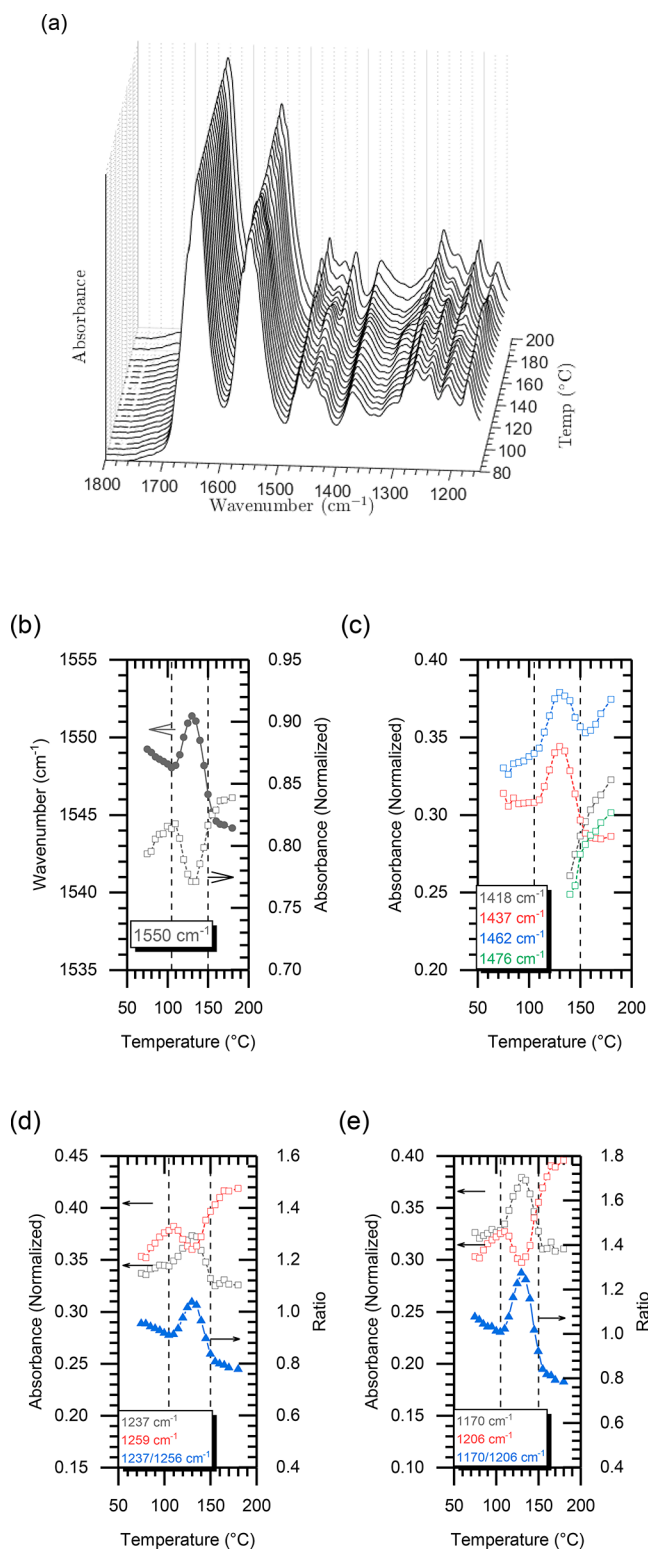 (a)
Absorbance
200
180
160
140
120
100
80
Temp (°C)
1800
1700
1600
1500
1400
1300
1200
Wavenumber (cm⁻¹)
(b)
1555
1550
1545
1540
1535
Wavenumber (cm⁻¹)
0.95
0.90
0.85
0.80
0.75
0.70
Absorbance (Normalized)
1550 cm⁻¹
50 100 150 200
Temperature (°C)
(c)
0.40
0.35
0.30
0.25
0.20
Absorbance (Normalized)
1418 cm⁻¹
1437 cm⁻¹
1462 cm⁻¹
1476 cm⁻¹
50 100 150 200
Temperature (°C)
(d)
0.45
0.40
0.35
0.30
0.25
0.20
0.15
Absorbance (Normalized)
1.6
1.4
1.2
1.0
0.8
0.6
0.4
Ratio
1237 cm⁻¹
1259 cm⁻¹
1237/1256 cm⁻¹
50 100 150 200
Temperature (°C)
(e)
0.40
0.35
0.30
0.25
0.20
0.15
0.10
Absorbance (Normalized)
1.8
1.6
1.4
1.2
1.0
0.8
0.6
0.4
Ratio
1170 cm⁻¹
1206 cm⁻¹
1170/1206 cm⁻¹
50 100 150 200
Temperature (°C)